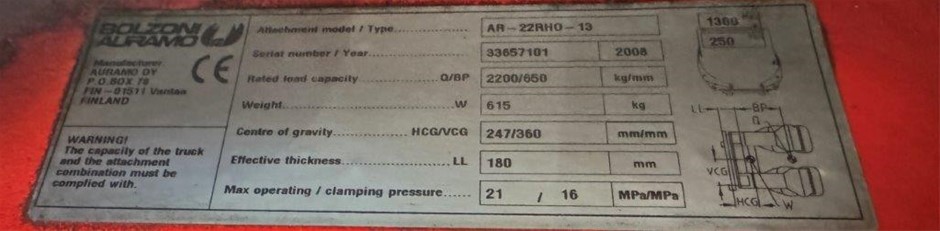 BOLZONI
AURAMO
Manufacturer
AURAMO OY
P.O.BOX 78
FIN-01511 Vantaa
FINLAND
CE
WARNING!
The capacity of the truck
and the attachment
combination must be
complied with.
Attachment model / Type............... AR-22RHO-13
Serial number / Year............... 33657101 2008
Rated load capacity............... Q/BP 2200/650 kg/mm
Weight............... W 615 kg
Centre of gravity............... HCG/VCG 247/360 mm/mm
Effective thickness............... LL 180 mm
Max operating / clamping pressure...... 21 / 16 MPa/MPa
250
LL BP
Q
VCG
HCG W